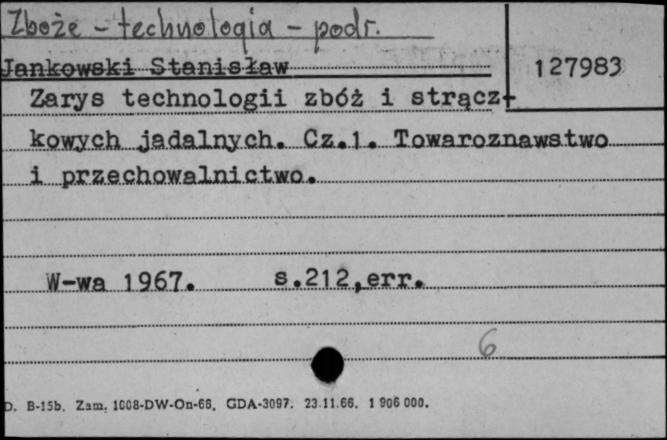 Zboże - technologia - podr.
Jankowski Stanisław
127983
Zarys technologii zbóż i strącz-
kowych jadalnych. Cz.1. Towaroznawstwo
i przechowalnictwo.
W-wa 1967. s.212,err.
6
D. B-15b. Zam. 1008-DW-On-66. GDA-3097. 23.11.66. 1 906 000.